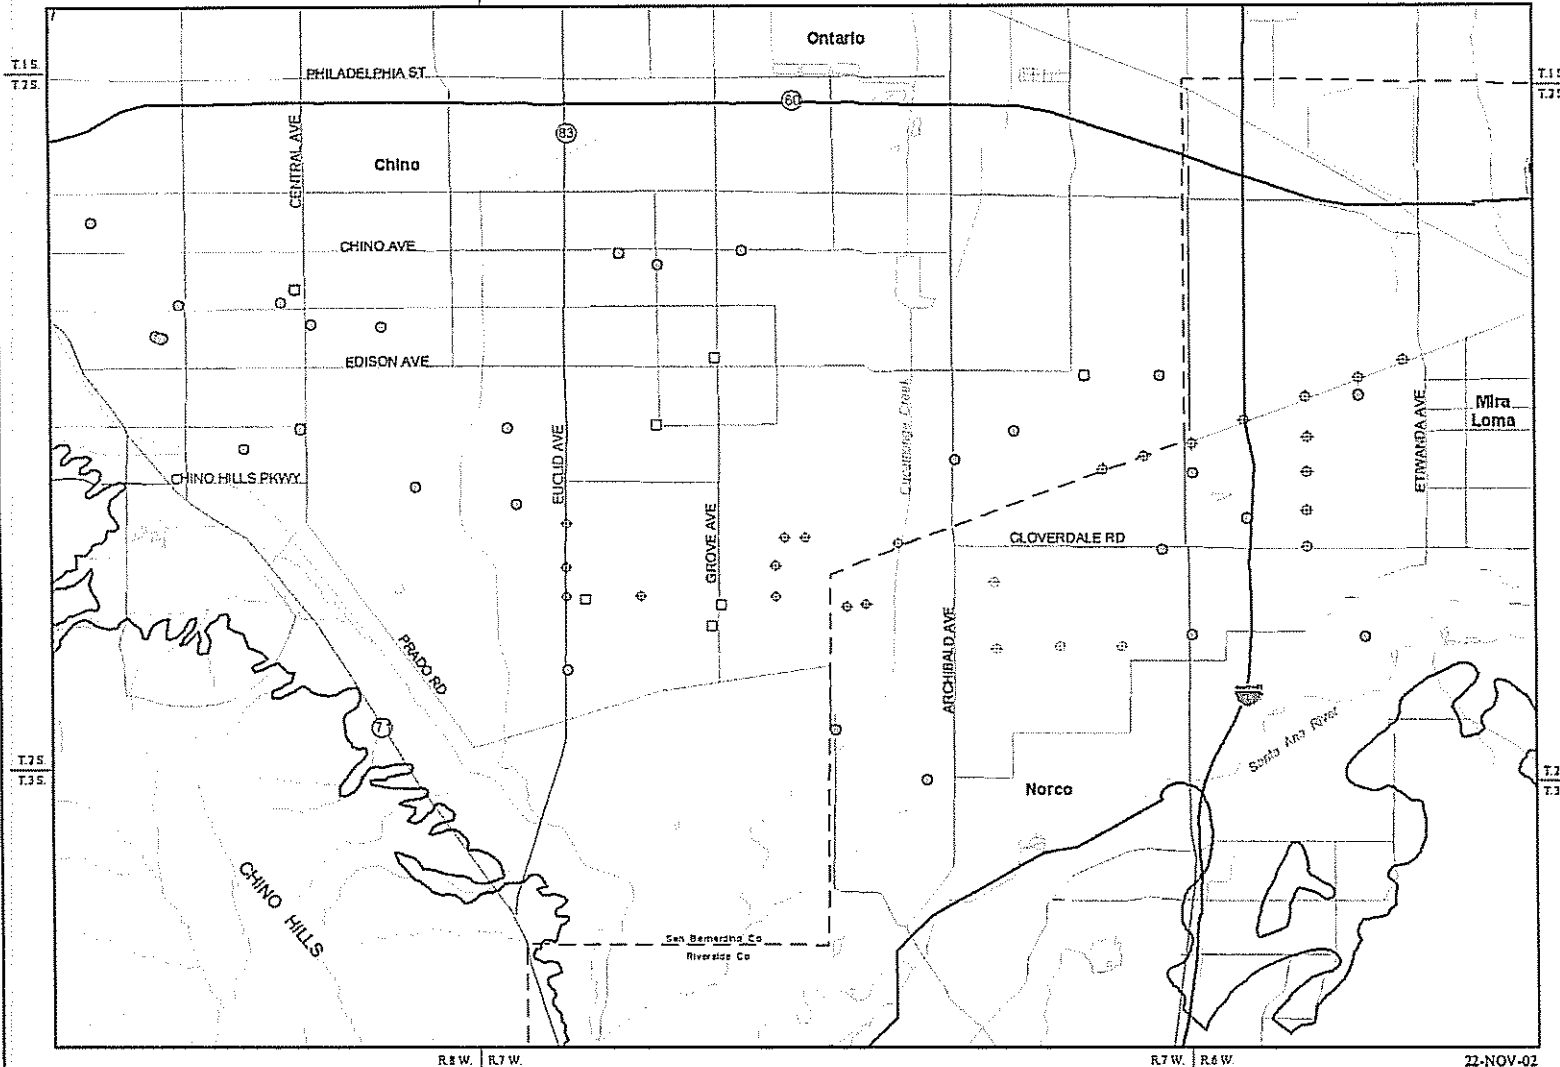 Ontario
T.1 S.
T.2 S.
PHILADELPHIA ST
T.1 S
60
83
CENTRAL AVE
Chino
CHINO AVE
EDISON AVE
Cucamonga Creek
ETIWANDA AVE
Mira
Loma
EUCLID AVE
CHINO HILLS PKWY
GROVE AVE
CLOVERDALE RD
PRADO RD
ARCHIBALD AVE
71
Santa Ana River
T.2 S.
T.3 S.
Norco
CHINO HILLS
San Bernardino Co
Riverside Co
R.8 W. R.7 W.
R.7 W. R.6 W.
22-NOV-02